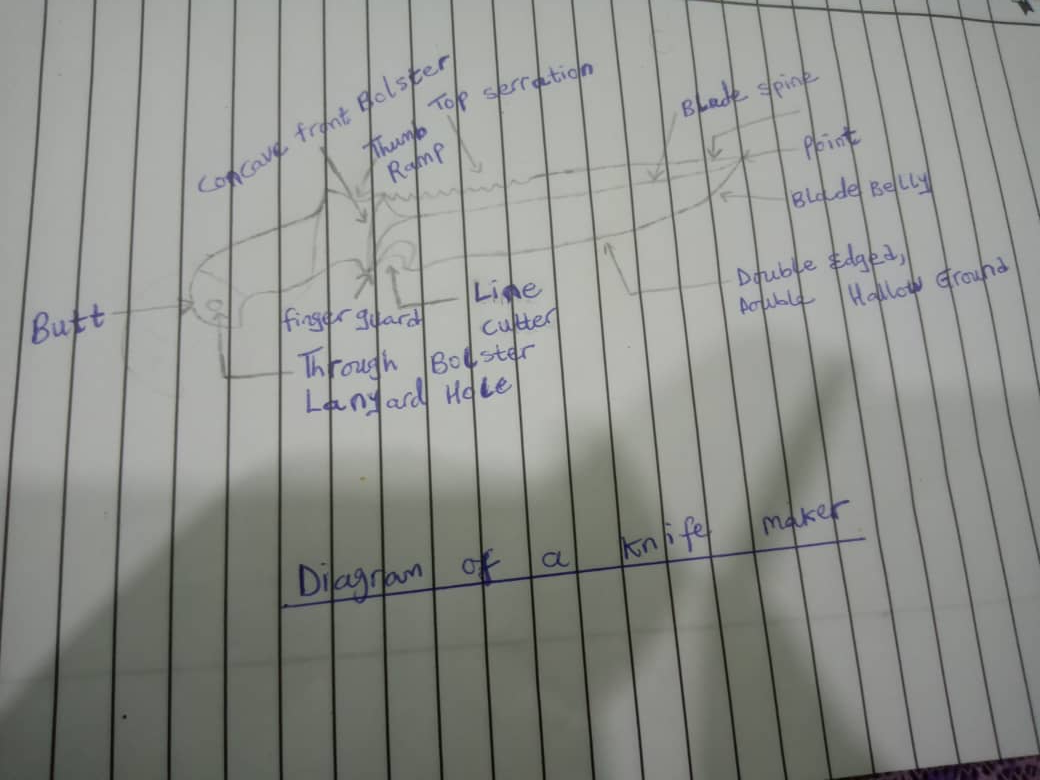 Concave front Bolster
Thumb
Ramp
Top serration
Blade spine
Point
Blade Belly
Double Edged,
Double Hallow Ground
Line
cutter
finger guard
Butt
Through Bolster
Lanyard Hole
Diagram of a knife maker